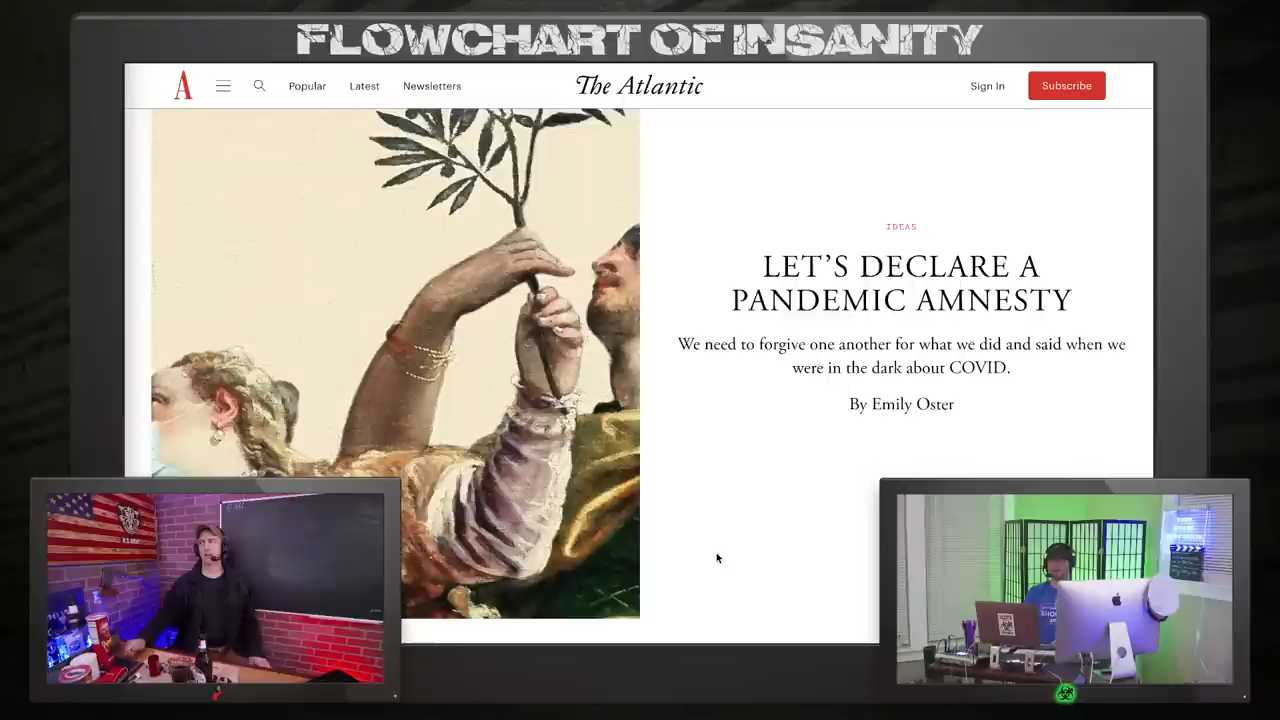 FLOWCHART OF INSANITY
A
Popular
Latest
Newsletters
The Atlantic
Sign In
Subscribe
IDEAS
LET'S DECLARE A
PANDEMIC AMNESTY
We need to forgive one another for what we did and said when we
were in the dark about COVID.
By Emily Oster